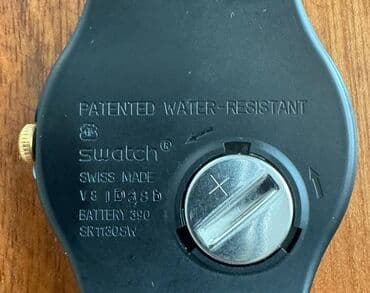 PATENTED WATER-RESISTANT
swatch®
SWISS MADE
BATTERY 390
SR1130SW
+